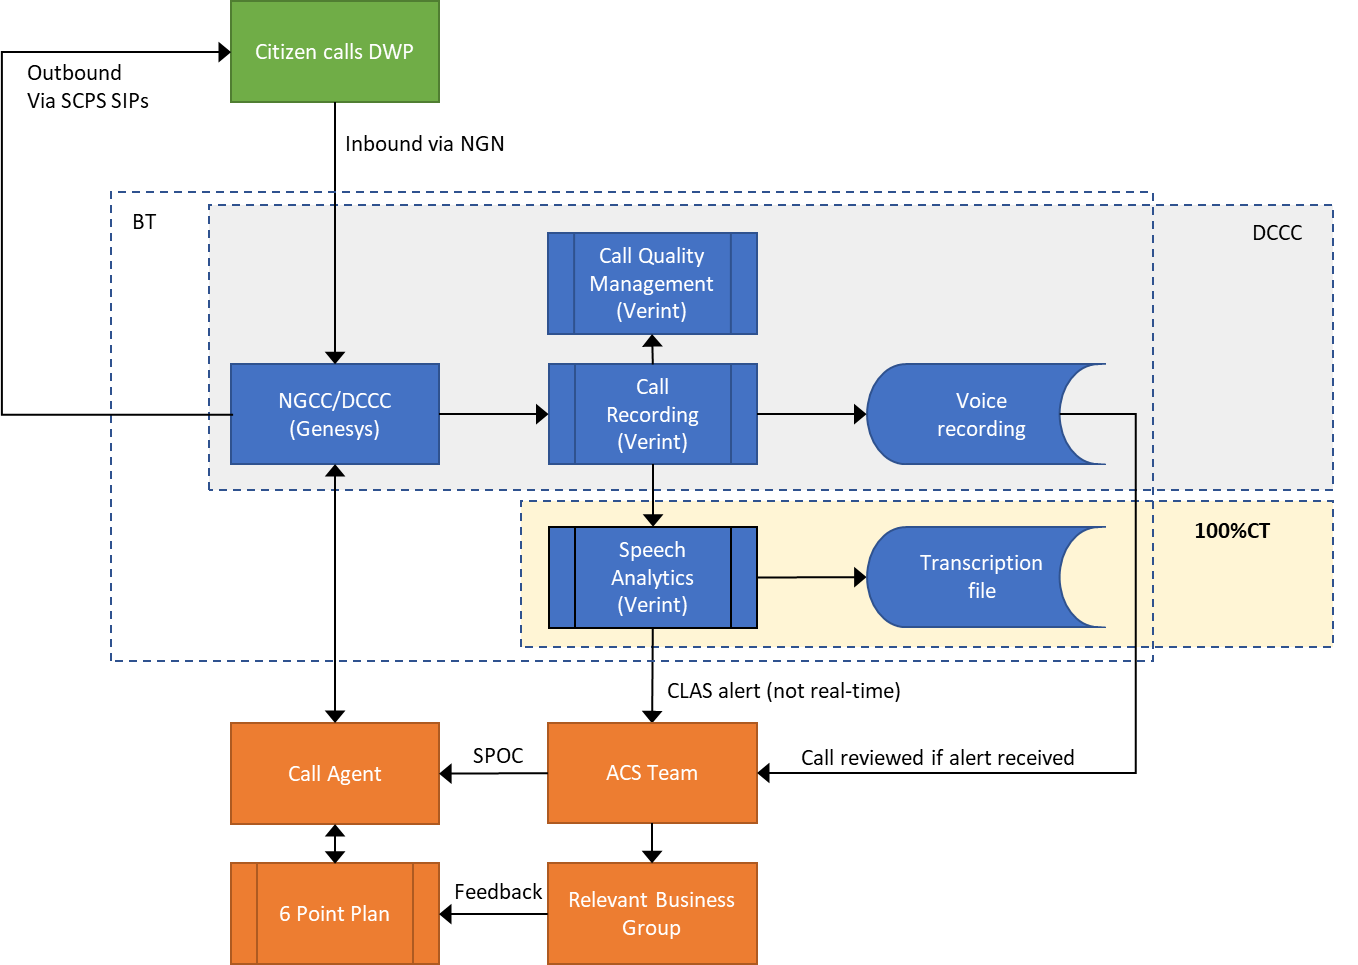 Citizen calls DWP
Outbound
Via SCPS SIPs
Inbound via NGN
BT
DCCC
Call Quality
Management
(Verint)
NGCC/DCCC
(Genesys)
Call
Recording
(Verint)
Voice
recording
100%CT
Speech
Analytics
(Verint)
Transcription
file
CLAS alert (not real-time)
Call Agent
SPOC
ACS Team
Call reviewed if alert received
6 Point Plan
Feedback
Relevant Business
Group